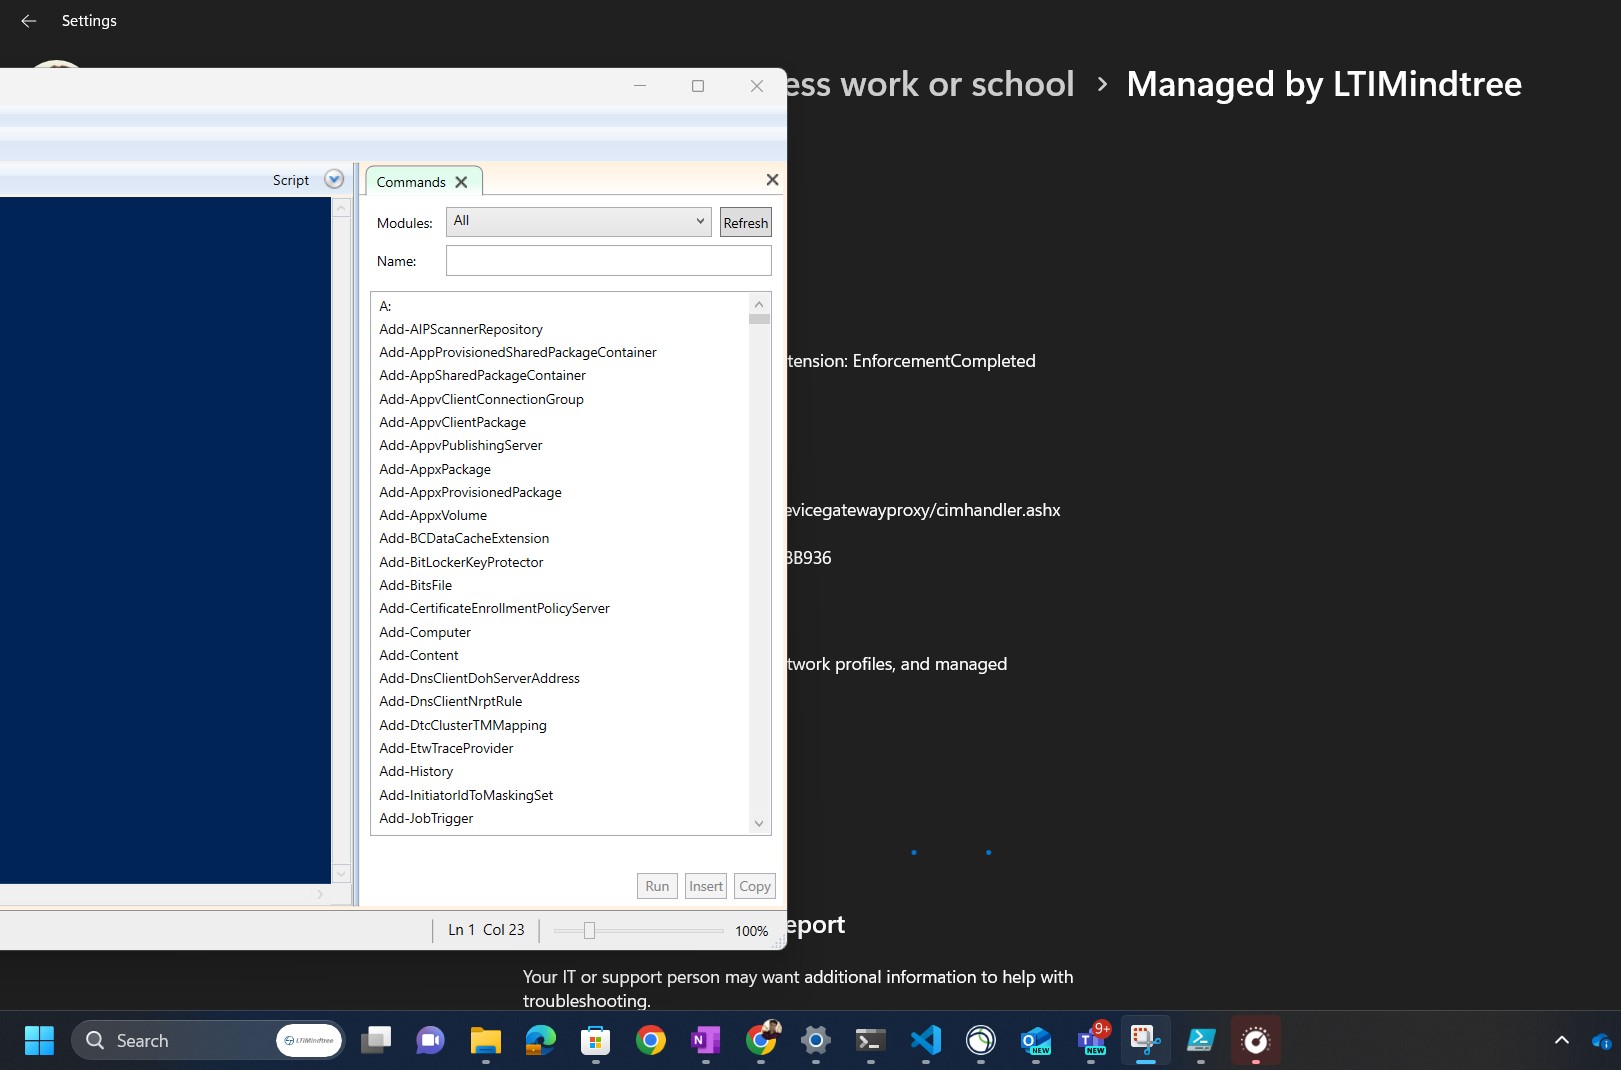 Settings
ess work or school > Managed by LTIMindtree
Script
Commands
Modules:
All
Refresh
Name:
A:
Add-AIPScannerRepository
Add-AppProvisionedSharedPackageContainer
Add-AppSharedPackageContainer
Add-AppvClientConnectionGroup
Add-AppvClientPackage
Add-AppvPublishingServer
Add-AppxPackage
Add-AppxProvisionedPackage
Add-AppxVolume
Add-BCDataCacheExtension
Add-BitLockerKeyProtector
Add-BitsFile
Add-CertificateEnrollmentPolicyServer
Add-Computer
Add-Content
Add-DnsClientDohServerAddress
Add-DnsClientNrptRule
Add-DtcClusterTMMapping
Add-EtwTraceProvider
Add-History
Add-InitiatorIdToMaskingSet
Add-JobTrigger
Run
Insert
Copy
Ln 1 Col 23
100%
tension: EnforcementCompleted
evicegatewayproxy/cimhandler.ashx
3B936
twork profiles, and managed
eport
Your IT or support person may want additional information to help with
troubleshooting.
Search
LTIMindtree
N
O
NEW
T
9+
NEW